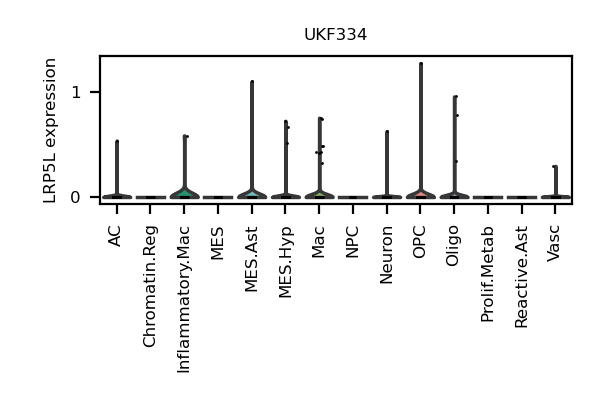 UKF334
LRP5L expression
1
0
AC
Chromatin.Reg
Inflammatory.Mac
MES
MES.Ast
MES.Hyp
Mac
NPC
Neuron
OPC
Oligo
Prolif.Metab
Reactive.Ast
Vasc